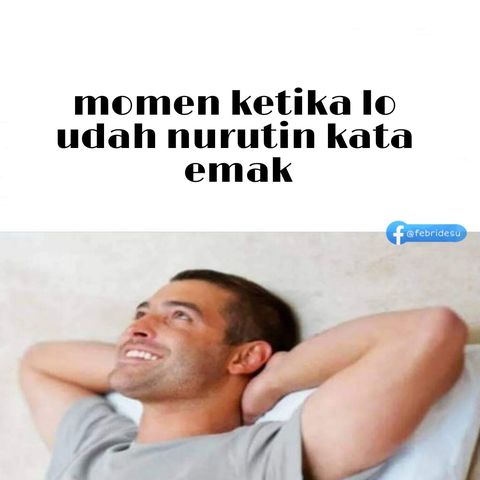 momen ketika lo
udah nurutin kata
emak
@febridesu